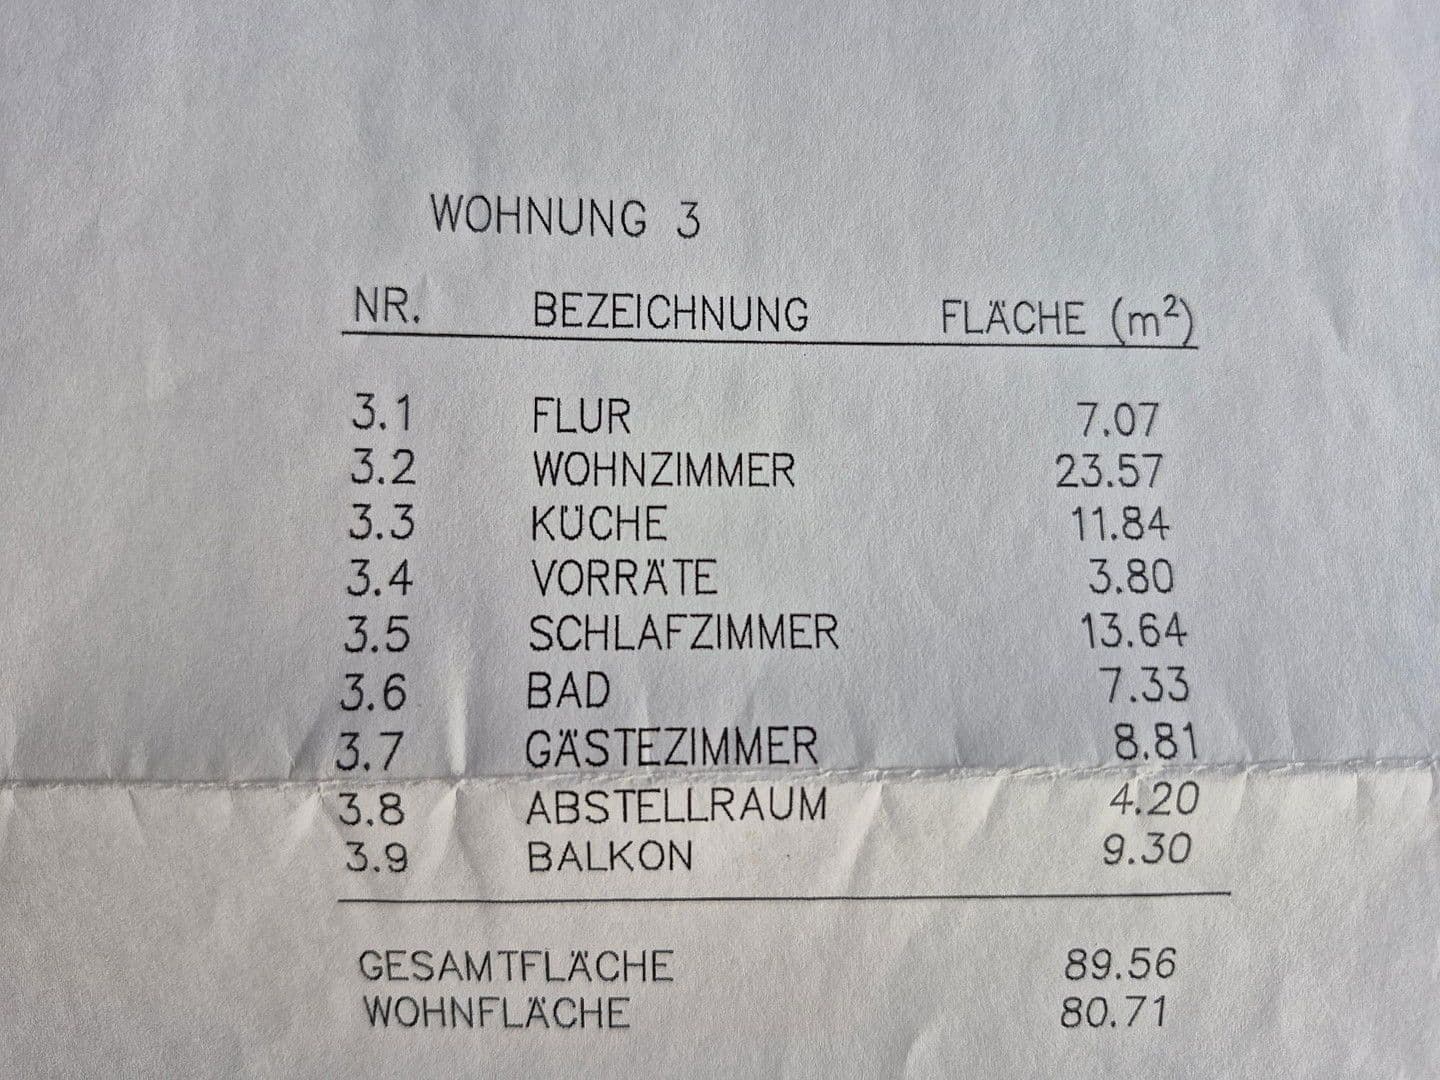 WOHNUNG 3
NR. BEZEICHNUNG FLÄCHE (m²)
3.1 FLUR 7.07
3.2 WOHNZIMMER 23.57
3.3 KÜCHE 11.84
3.4 VORRÄTE 3.80
3.5 SCHLAFZIMMER 13.64
3.6 BAD 7.33
3.7 GÄSTEZIMMER 8.81
3.8 ABSTELLRAUM 4.20
3.9 BALKON 9.30
GESAMTFLÄCHE 89.56
WOHNFLÄCHE 80.71